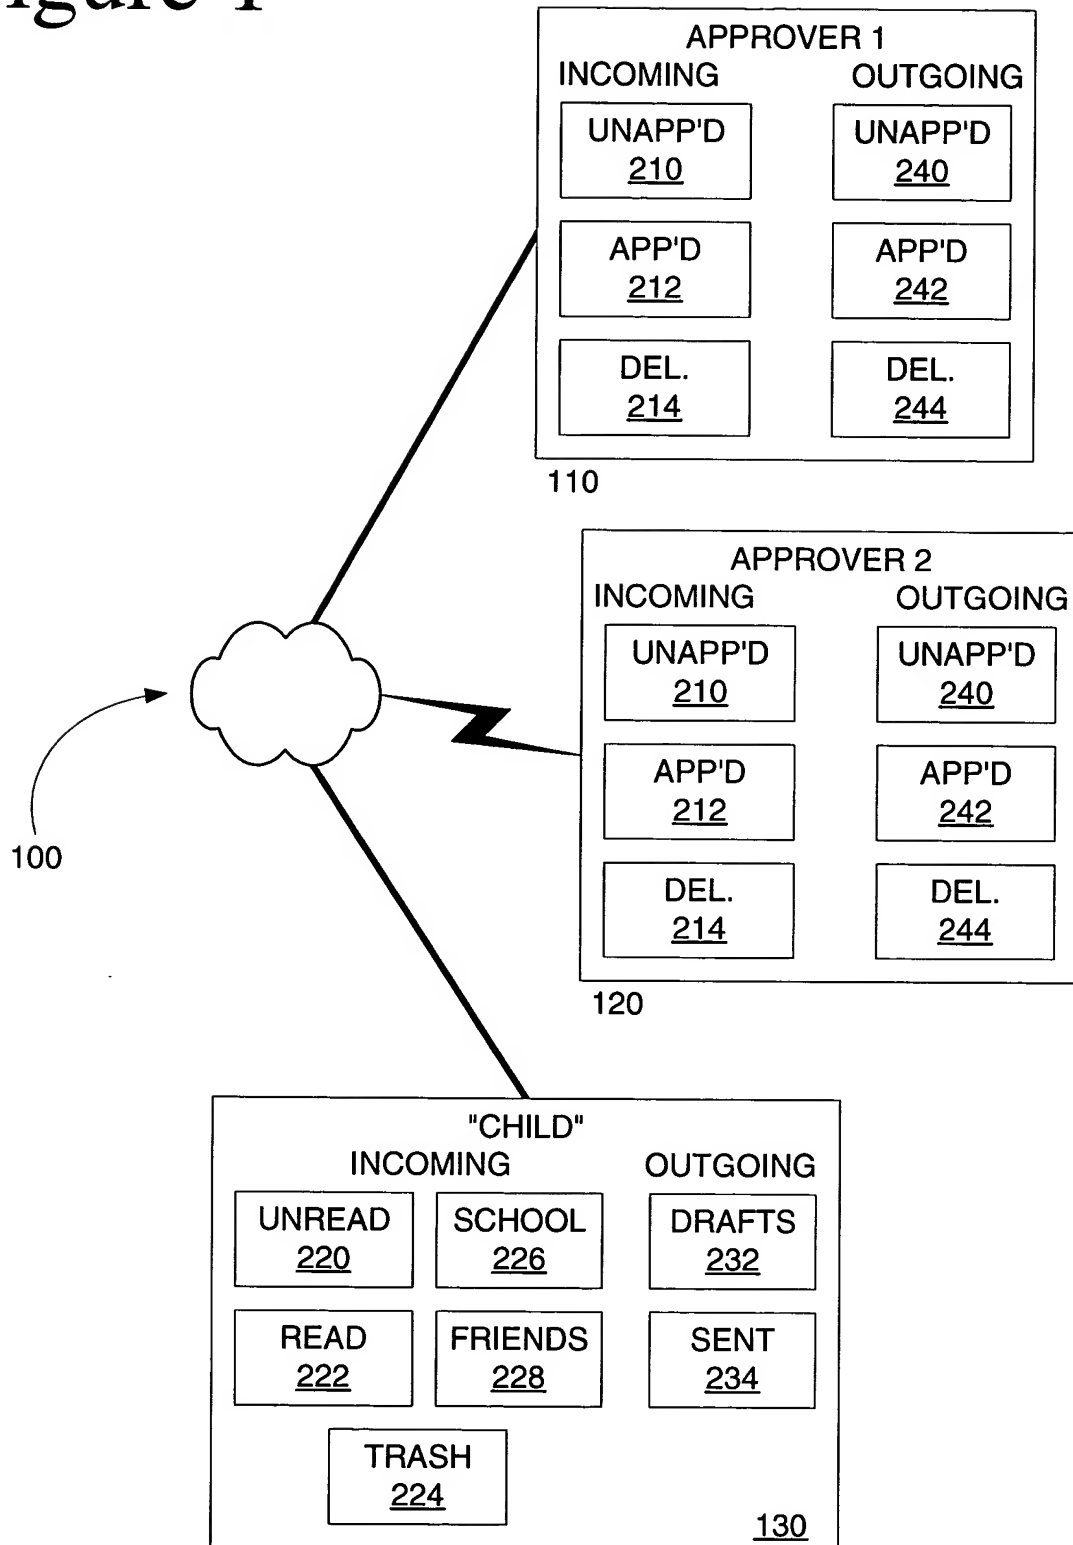 igure 1
APPROVER 1
INCOMING OUTGOING
UNAPP'D UNAPP'D
210 240
APP'D APP'D
212 242
DEL. DEL.
214 244
110
APPROVER 2
INCOMING OUTGOING
UNAPP'D UNAPP'D
210 240
APP'D APP'D
212 242
DEL. DEL.
214 244
120
100
"CHILD"
INCOMING OUTGOING
UNREAD SCHOOL DRAFTS
220 226 232
READ FRIENDS SENT
222 228 234
TRASH
224
130